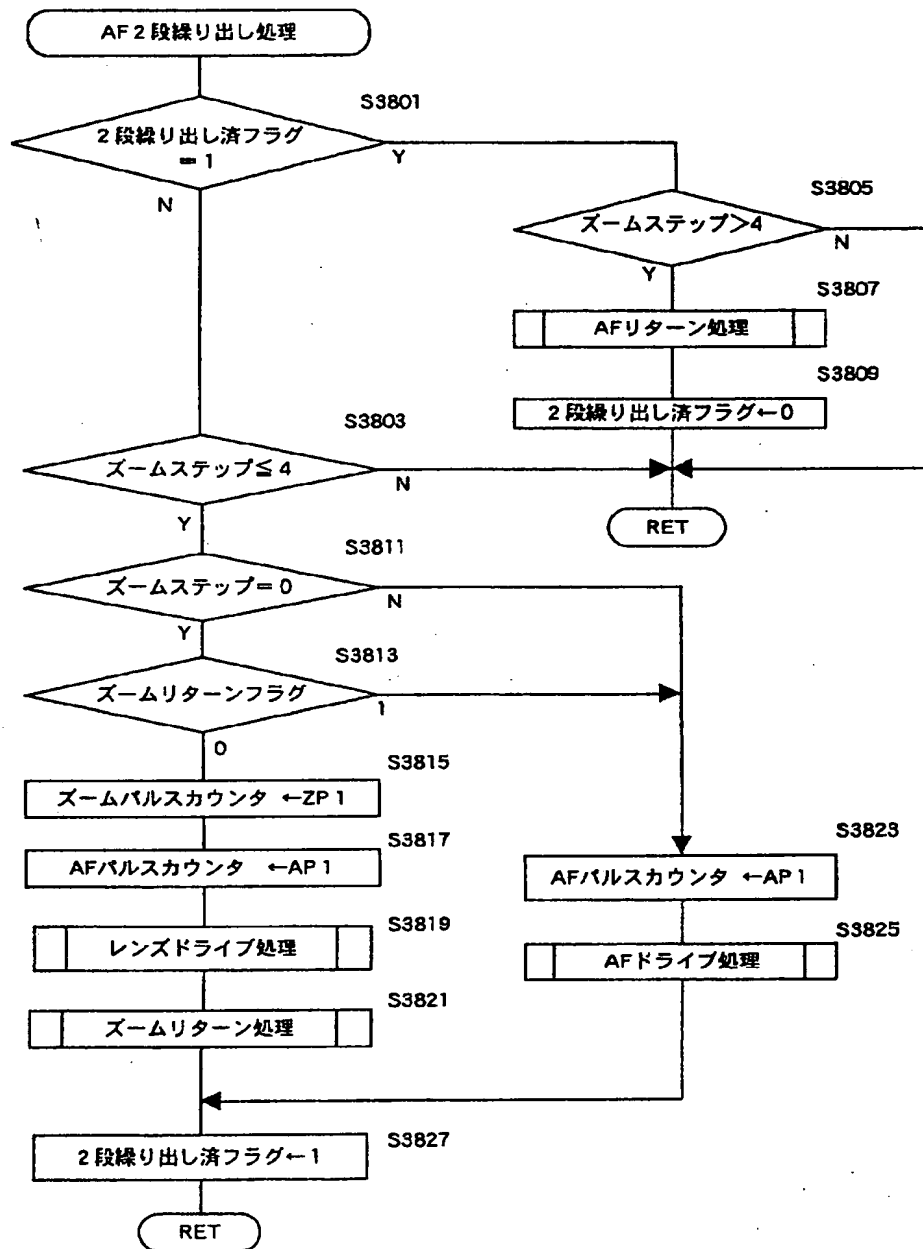 AF2段繰り出し処理
S3801
2段繰り出し済フラグ
=1
Y
N
S3805
ズームステップ>4
N
Y
S3807
AFリターン処理
S3809
2段繰り出し済フラグ←0
S3803
ズームステップ≦4
N
Y
RET
S3811
ズームステップ=0
N
Y
S3813
ズームリターンフラグ
1
0
S3815
ズームパルスカウンタ ←ZP1
S3817
AFパルスカウンタ ←AP1
S3823
AFパルスカウンタ ←AP1
S3819
レンズドライブ処理
S3825
AFドライブ処理
S3821
ズームリターン処理
S3827
2段繰り出し済フラグ←1
RET